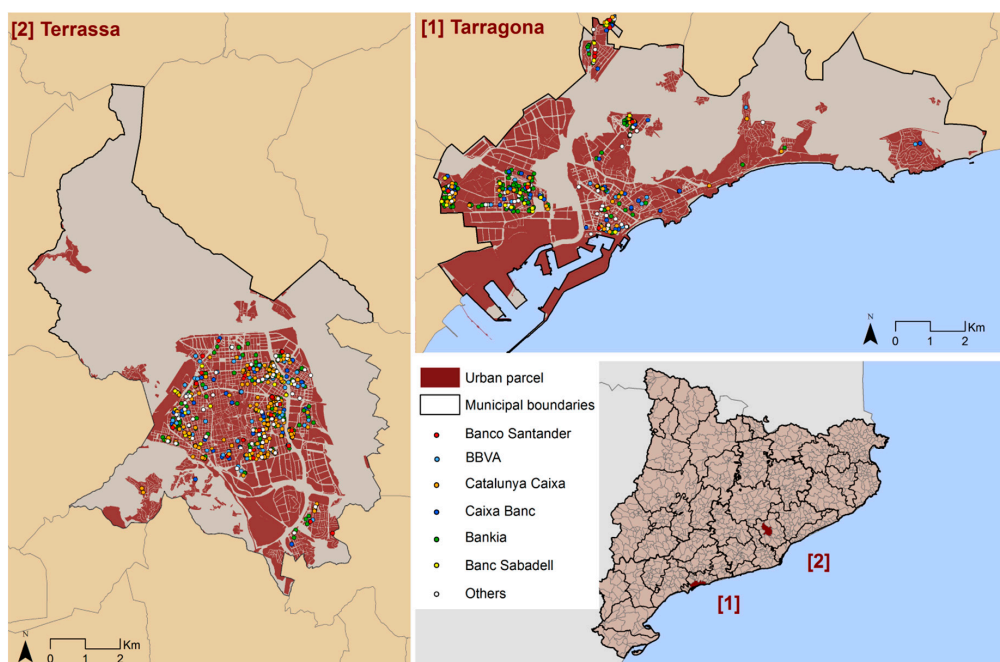 [2] Terrassa
N
Km
0 1 2
[1] Tarragona
N
Km
0 1 2
Urban parcel
Municipal boundaries
Banco Santander
BBVA
Catalunya Caixa
Caixa Banc
Bankia
Banc Sabadell
Others
[2]
[1]